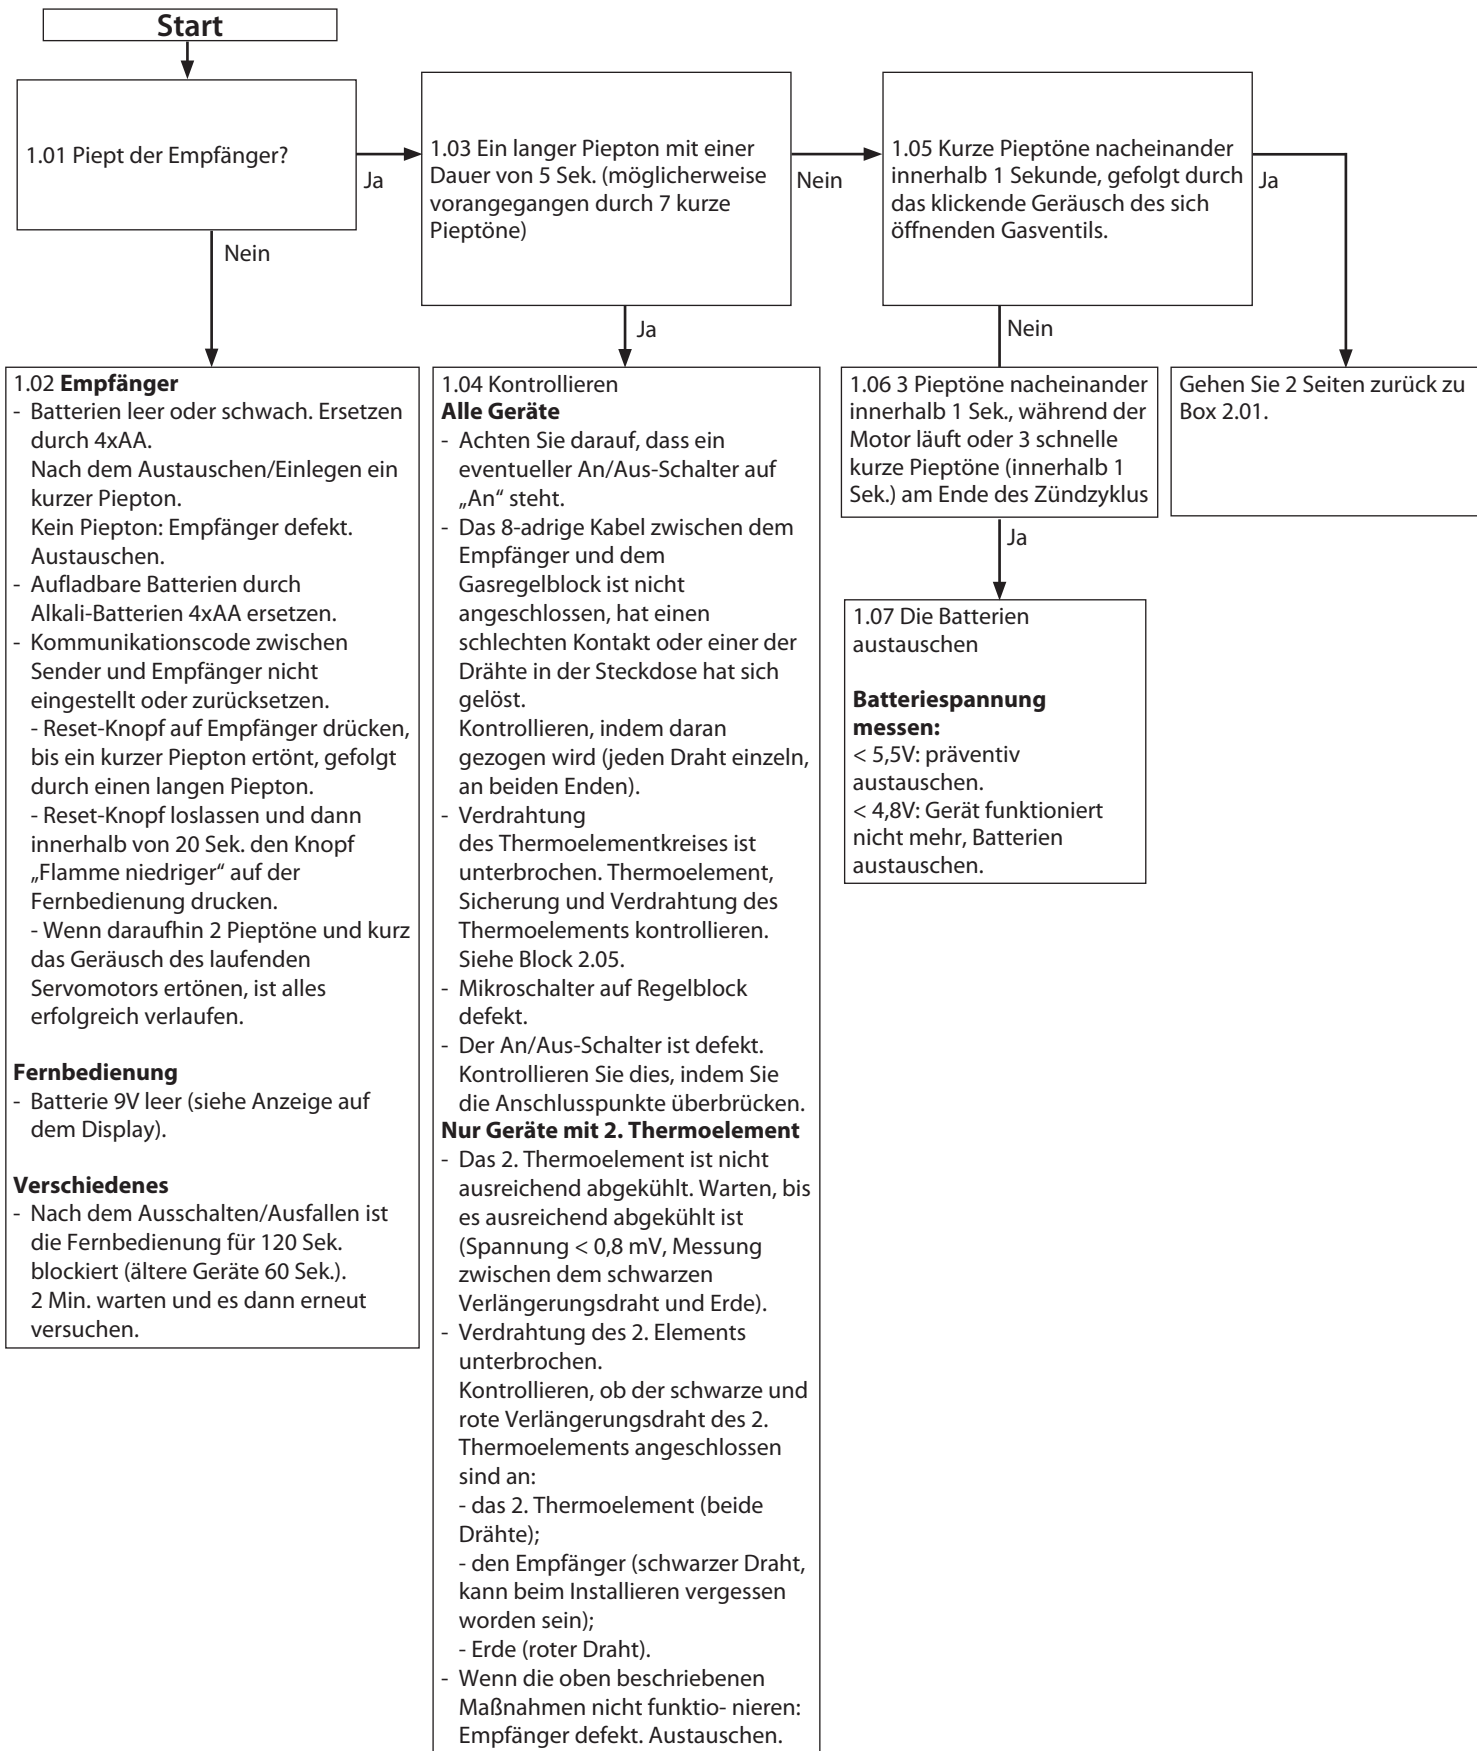 Start
1.01 Piept der Empfänger?
Ja
Nein
1.03 Ein langer Piepton mit einer
Dauer von 5 Sek. (möglicherweise
vorangegangen durch 7 kurze
Pieptöne)
Nein
Ja
1.05 Kurze Pieptöne nacheinander
innerhalb 1 Sekunde, gefolgt durch
das klickende Geräusch des sich
öffnenden Gasventils.
Ja
Nein
1.02 Empfänger
- Batterien leer oder schwach. Ersetzen
durch 4xAA.
Nach dem Austauschen/Einlegen ein
kurzer Piepton.
Kein Piepton: Empfänger defekt.
Austauschen.
- Aufladbare Batterien durch
Alkali-Batterien 4xAA ersetzen.
- Kommunikationscode zwischen
Sender und Empfänger nicht
eingestellt oder zurücksetzen.
- Reset-Knopf auf Empfänger drücken,
bis ein kurzer Piepton ertönt, gefolgt
durch einen langen Piepton.
- Reset-Knopf loslassen und dann
innerhalb von 20 Sek. den Knopf
„Flamme niedriger“ auf der
Fernbedienung drucken.
- Wenn daraufhin 2 Pieptöne und kurz
das Geräusch des laufenden
Servomotors ertönen, ist alles
erfolgreich verlaufen.
Fernbedienung
- Batterie 9V leer (siehe Anzeige auf
dem Display).
Verschiedenes
- Nach dem Ausschalten/Ausfallen ist
die Fernbedienung für 120 Sek.
blockiert (ältere Geräte 60 Sek.).
2 Min. warten und es dann erneut
versuchen.
1.04 Kontrollieren
Alle Geräte
- Achten Sie darauf, dass ein
eventueller An/Aus-Schalter auf
„An“ steht.
- Das 8-adrige Kabel zwischen dem
Empfänger und dem
Gasregelblock ist nicht
angeschlossen, hat einen
schlechten Kontakt oder einer der
Drähte in der Steckdose hat sich
gelöst.
Kontrollieren, indem daran
gezogen wird (jeden Draht einzeln,
an beiden Enden).
- Verdrahtung
des Thermoelementkreises ist
unterbrochen. Thermoelement,
Sicherung und Verdrahtung des
Thermoelements kontrollieren.
Siehe Block 2.05.
- Mikroschalter auf Regelblock
defekt.
- Der An/Aus-Schalter ist defekt.
Kontrollieren Sie dies, indem Sie
die Anschlusspunkte überbrücken.
Nur Geräte mit 2. Thermoelement
- Das 2. Thermoelement ist nicht
ausreichend abgekühlt. Warten, bis
es ausreichend abgekühlt ist
(Spannung < 0,8 mV, Messung
zwischen dem schwarzen
Verlängerungsdraht und Erde).
- Verdrahtung des 2. Elements
unterbrochen.
Kontrollieren, ob der schwarze und
rote Verlängerungsdraht des 2.
Thermoelements angeschlossen
sind an:
- das 2. Thermoelement (beide
Drähte);
- den Empfänger (schwarzer Draht,
kann beim Installieren vergessen
worden sein);
- Erde (roter Draht).
- Wenn die oben beschriebenen
Maßnahmen nicht funktio- nieren:
Empfänger defekt. Austauschen.
1.06 3 Pieptöne nacheinander
innerhalb 1 Sek., während der
Motor läuft oder 3 schnelle
kurze Pieptöne (innerhalb 1
Sek.) am Ende des Zündzyklus
Ja
1.07 Die Batterien
austauschen
Batteriespannung
messen:
< 5,5V: präventiv
austauschen.
< 4,8V: Gerät funktioniert
nicht mehr, Batterien
austauschen.
Gehen Sie 2 Seiten zurück zu
Box 2.01.